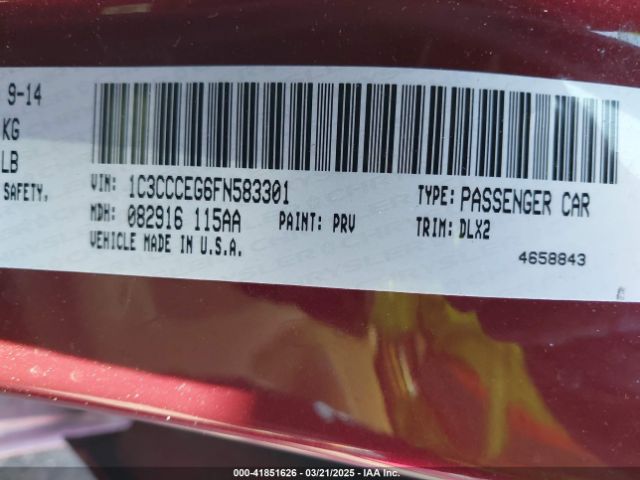 9-14
KG
LB
SAFETY,
VIN: 1C3CCCEG6FN583301
TYPE: PASSENGER CAR
MDH: 082916 115AA
PAINT: PRV
TRIM: DLX2
VEHICLE MADE IN U.S.A.
4658843
000-41851626 - 03/21/2025 - IAA Inc.